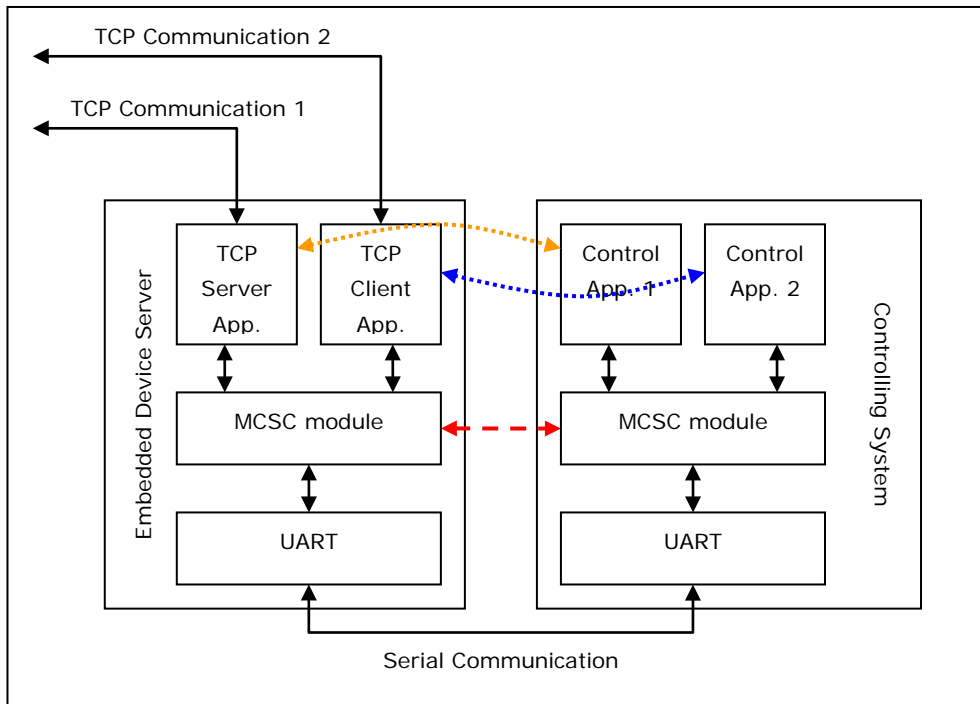 TCP Communication 2
TCP Communication 1
Embedded Device Server
TCP
Server
App.
TCP
Client
App.
Control
App. 1
Control
App. 2
Controlling System
MCSC module
MCSC module
UART
UART
Serial Communication